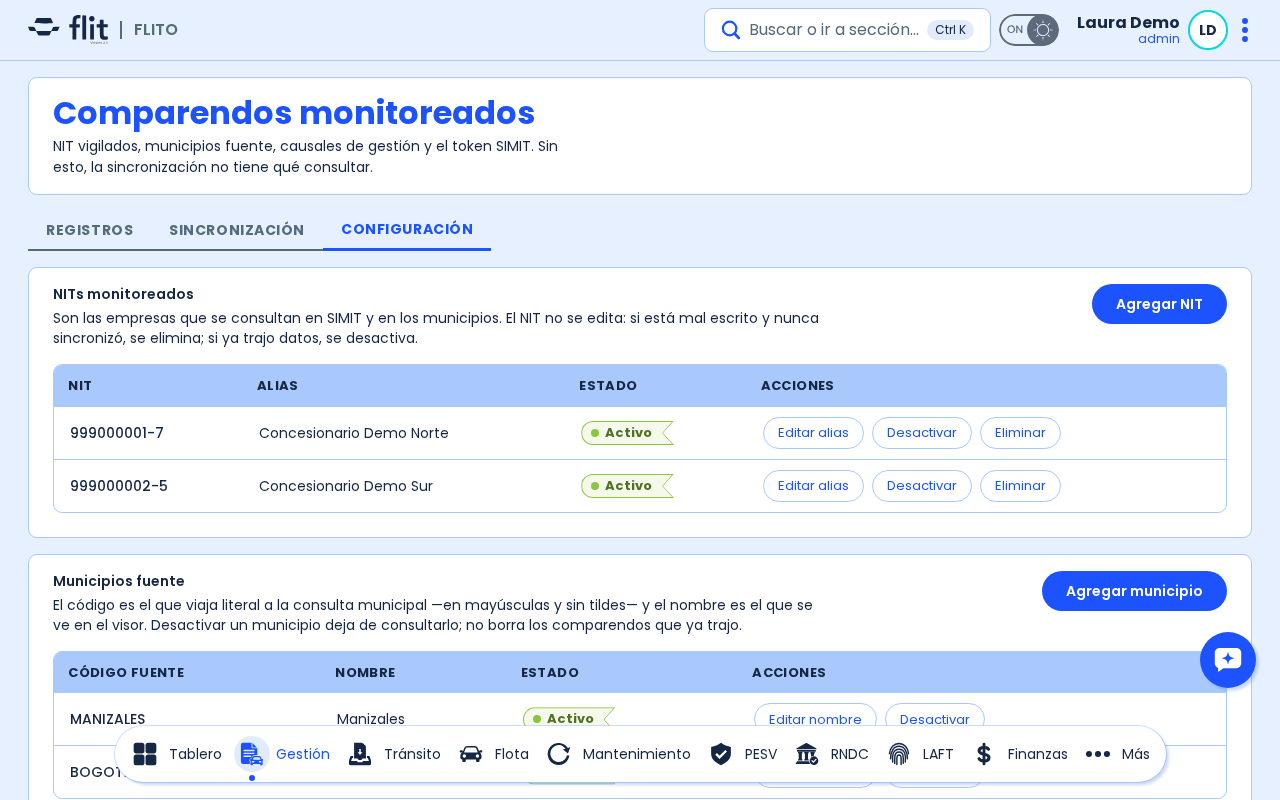 flit
FLITO
Buscar o ir a sección...
Ctrl K
ON
Laura Demo
admin
LD
Comparendos monitoreados
NIT vigilados, municipios fuente, causales de gestión y el token SIMIT. Sin
esto, la sincronización no tiene qué consultar.
REGISTROS
SINCRONIZACIÓN
CONFIGURACIÓN
NITs monitoreados
Agregar NIT
Son las empresas que se consultan en SIMIT y en los municipios. El NIT no se edita: si está mal escrito y nunca
sincronizó, se elimina; si ya trajo datos, se desactiva.
NIT ALIAS ESTADO ACCIONES
999000001-7 Concesionario Demo Norte Activo Editar alias Desactivar Eliminar
999000002-5 Concesionario Demo Sur Activo Editar alias Desactivar Eliminar
Municipios fuente
Agregar municipio
El código es el que viaja literal a la consulta municipal —en mayúsculas y sin tildes— y el nombre es el que se
ve en el visor. Desactivar un municipio deja de consultarlo; no borra los comparendos que ya trajo.
CÓDIGO FUENTE NOMBRE ESTADO ACCIONES
MANIZALES Manizales Activo Editar nombre Desactivar
Tablero Gestión Tránsito Flota Mantenimiento PESV RNDC LAFT Finanzas Más